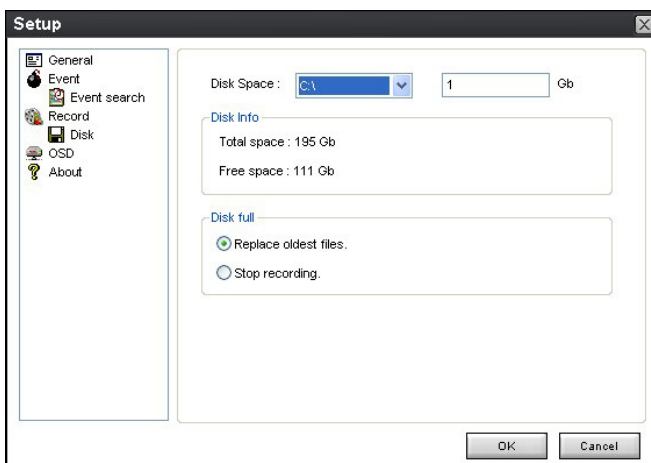 Setup
General
Event
Event search
Record
Disk
OSD
About
Disk Space : C:\ 1 Gb
Disk Info
Total space : 195 Gb
Free space : 111 Gb
Disk full
Replace oldest files.
Stop recording.
OK Cancel